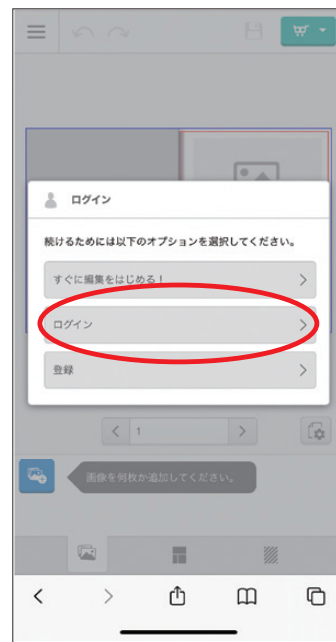 ログイン
続けるためには以下のオプションを選択してください。
すぐに編集をはじめる！
ログイン
登録
1
画像を何枚か追加してください。